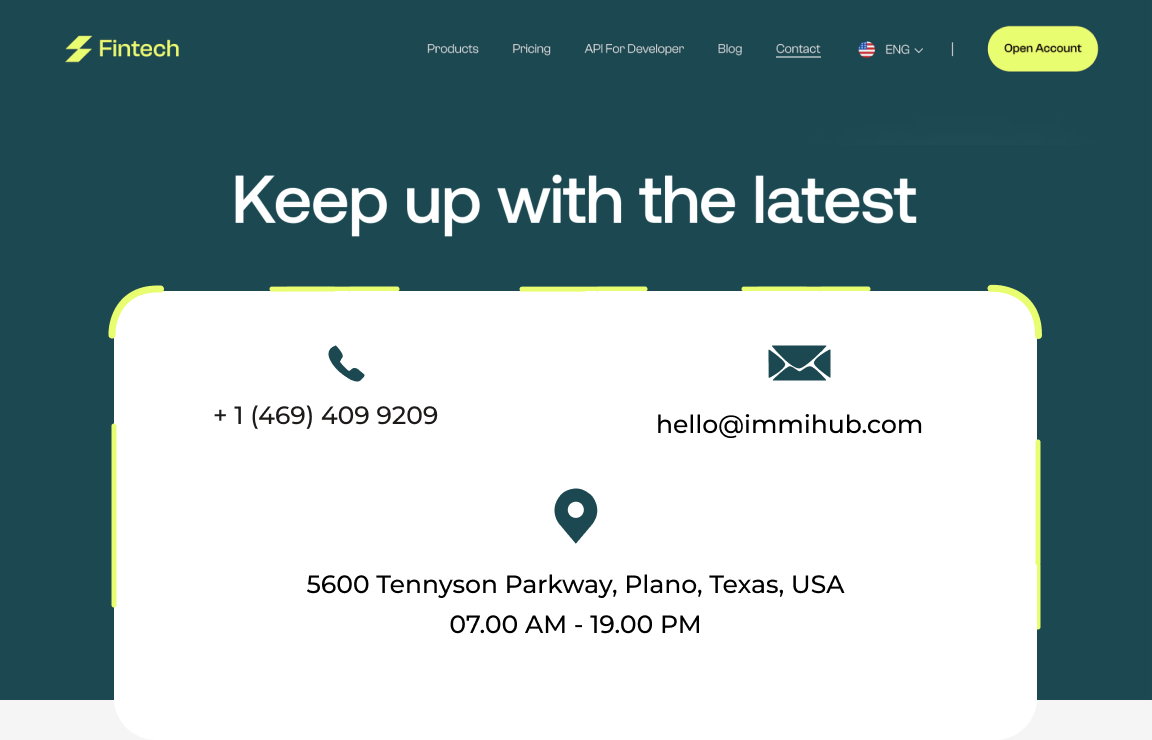 Fintech
Products Pricing API For Developer Blog Contact ENG | Open Account
Keep up with the latest
+ 1 (469) 409 9209
hello@immihub.com
5600 Tennyson Parkway, Plano, Texas, USA
07.00 AM - 19.00 PM